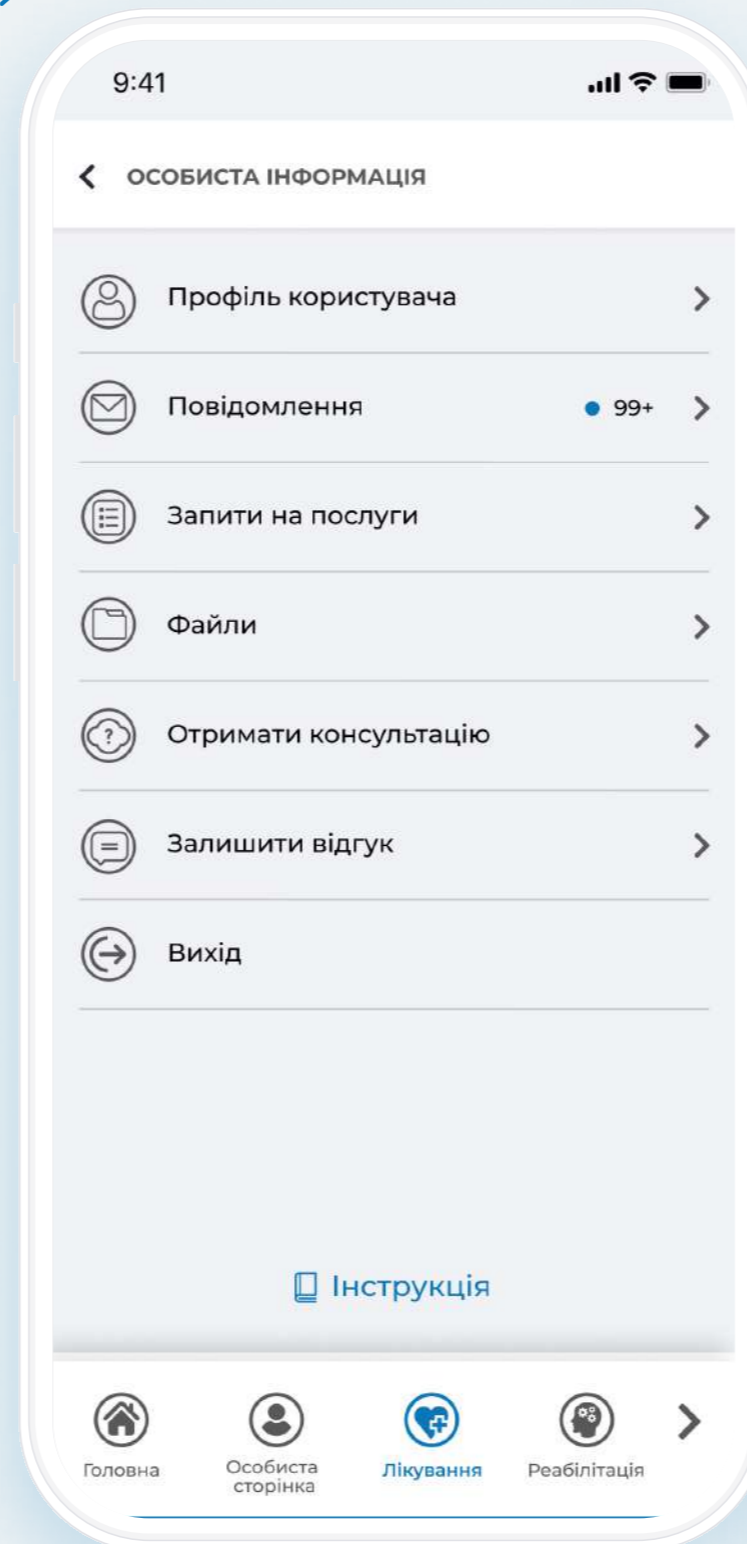 9:41
ОСОБИСТА ІНФОРМАЦІЯ
Профіль користувача
Повідомлення 99+
Запити на послуги
Файли
?
Отримати консультацію
Залишити відгук
Вихід
Інструкція
Головна
Особиста
сторінка
Лікування
Реабілітація